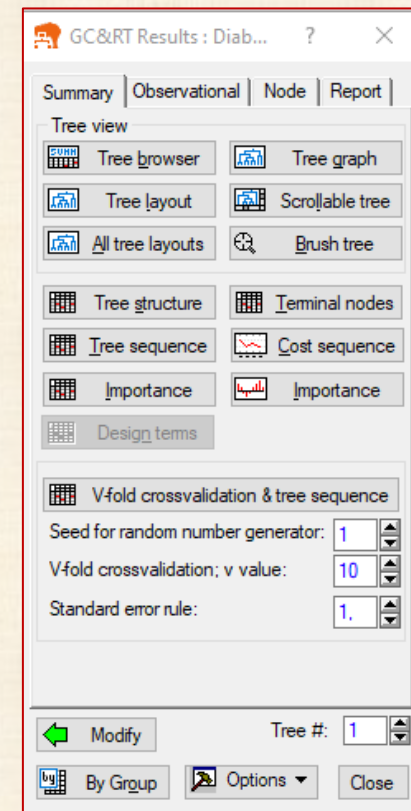 GC&RT Results : Diab... ?
Summary Observational Node Report
Tree view
Tree browser Tree graph
Tree layout Scrollable tree
All tree layouts Brush tree
Tree structure Terminal nodes
Tree sequence Cost sequence
Importance Importance
Design terms
V-fold crossvalidation & tree sequence
Seed for random number generator: 1
V-fold crossvalidation; v value: 10
Standard error rule: 1,
Modify Tree #: 1
By Group Options Close